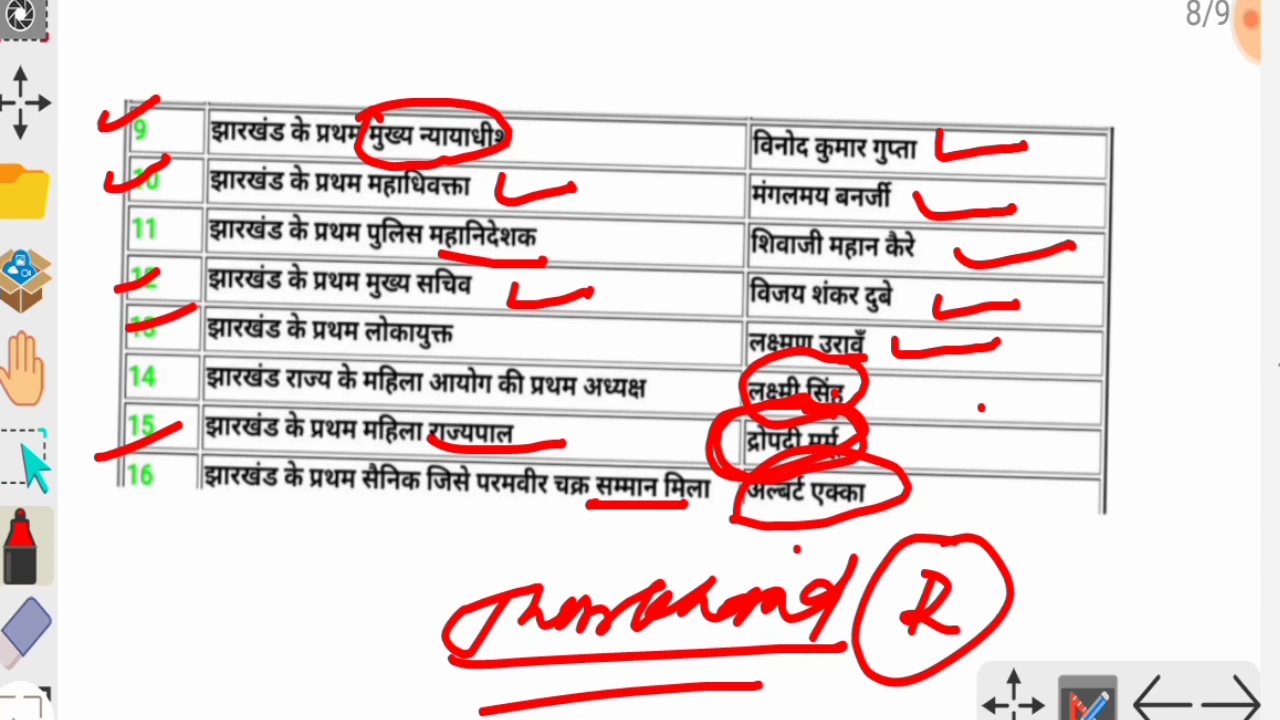 8/9
9 झारखंड के प्रथम मुख्य न्यायाधीश विनोद कुमार गुप्ता
10 झारखंड के प्रथम महाधिवक्ता मंगलमय बनर्जी
11 झारखंड के प्रथम पुलिस महानिदेशक शिवाजी महान कैरे
12 झारखंड के प्रथम मुख्य सचिव विजय शंकर दुबे
13 झारखंड के प्रथम लोकायुक्त लक्ष्मण उरावँ
14 झारखंड राज्य के महिला आयोग की प्रथम अध्यक्ष लक्ष्मी सिंह
15 झारखंड के प्रथम महिला राज्यपाल द्रोपदी मुर्मू
16 झारखंड के प्रथम सैनिक जिसे परमवीर चक्र सम्मान मिला अल्बर्ट एक्का
Jharkhand R